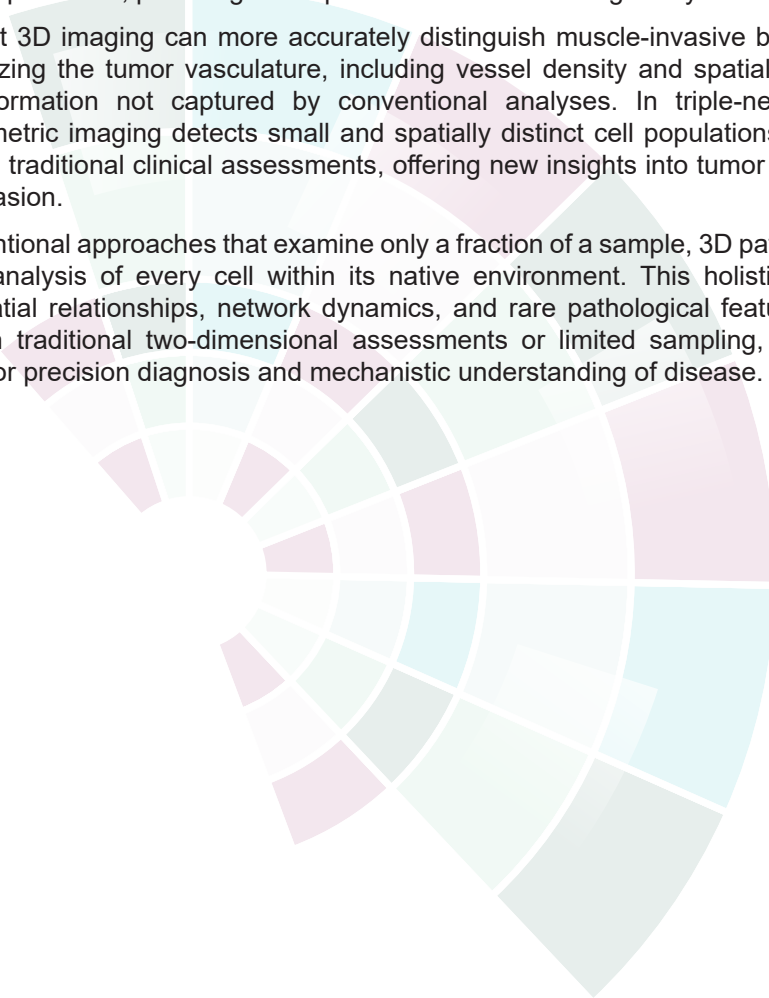 t 3D imaging can more accurately distinguish muscle-invasive b
zing the tumor vasculature, including vessel density and spatial
ormation not captured by conventional analyses. In triple-ne
metric imaging detects small and spatially distinct cell populations
traditional clinical assessments, offering new insights into tumor
asion.
ntional approaches that examine only a fraction of a sample, 3D pa
analysis of every cell within its native environment. This holisti
tial relationships, network dynamics, and rare pathological featu
n traditional two-dimensional assessments or limited sampling,
or precision diagnosis and mechanistic understanding of disease.